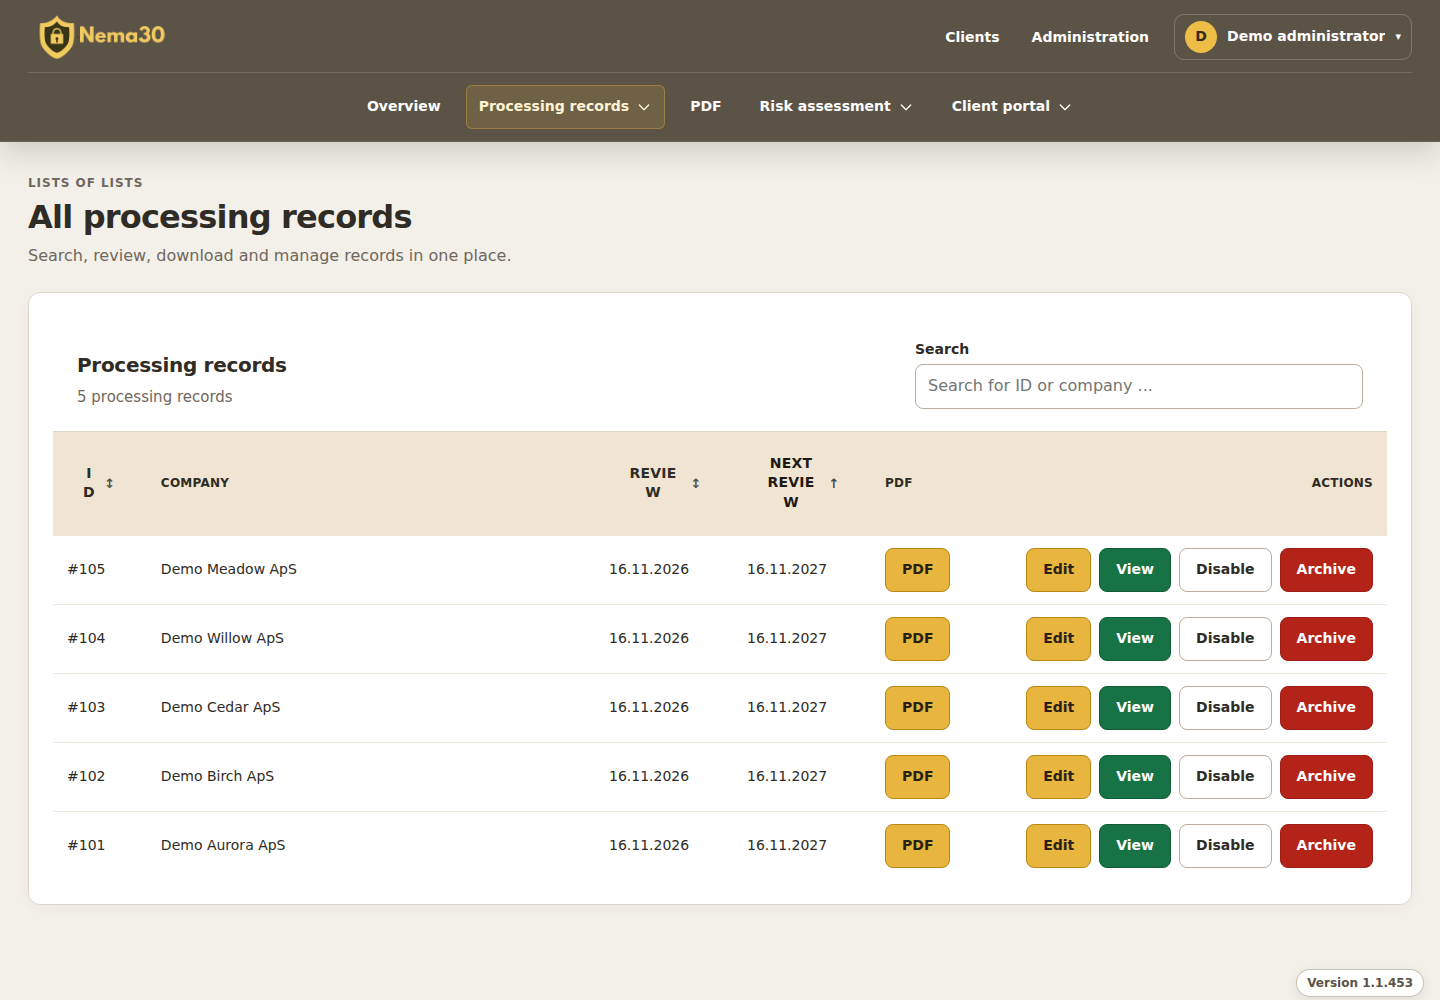 Nema30
Clients
Administration
D
Demo administrator
Overview
Processing records
PDF
Risk assessment
Client portal
LISTS OF LISTS
All processing records
Search, review, download and manage records in one place.
Processing records
5 processing records
Search
Search for ID or company ...
I
D ↕
COMPANY
REVIE
W ↕
NEXT
REVIE
W ↑
PDF
ACTIONS
#105 Demo Meadow ApS 16.11.2026 16.11.2027 PDF Edit View Disable Archive
#104 Demo Willow ApS 16.11.2026 16.11.2027 PDF Edit View Disable Archive
#103 Demo Cedar ApS 16.11.2026 16.11.2027 PDF Edit View Disable Archive
#102 Demo Birch ApS 16.11.2026 16.11.2027 PDF Edit View Disable Archive
#101 Demo Aurora ApS 16.11.2026 16.11.2027 PDF Edit View Disable Archive
Version 1.1.453